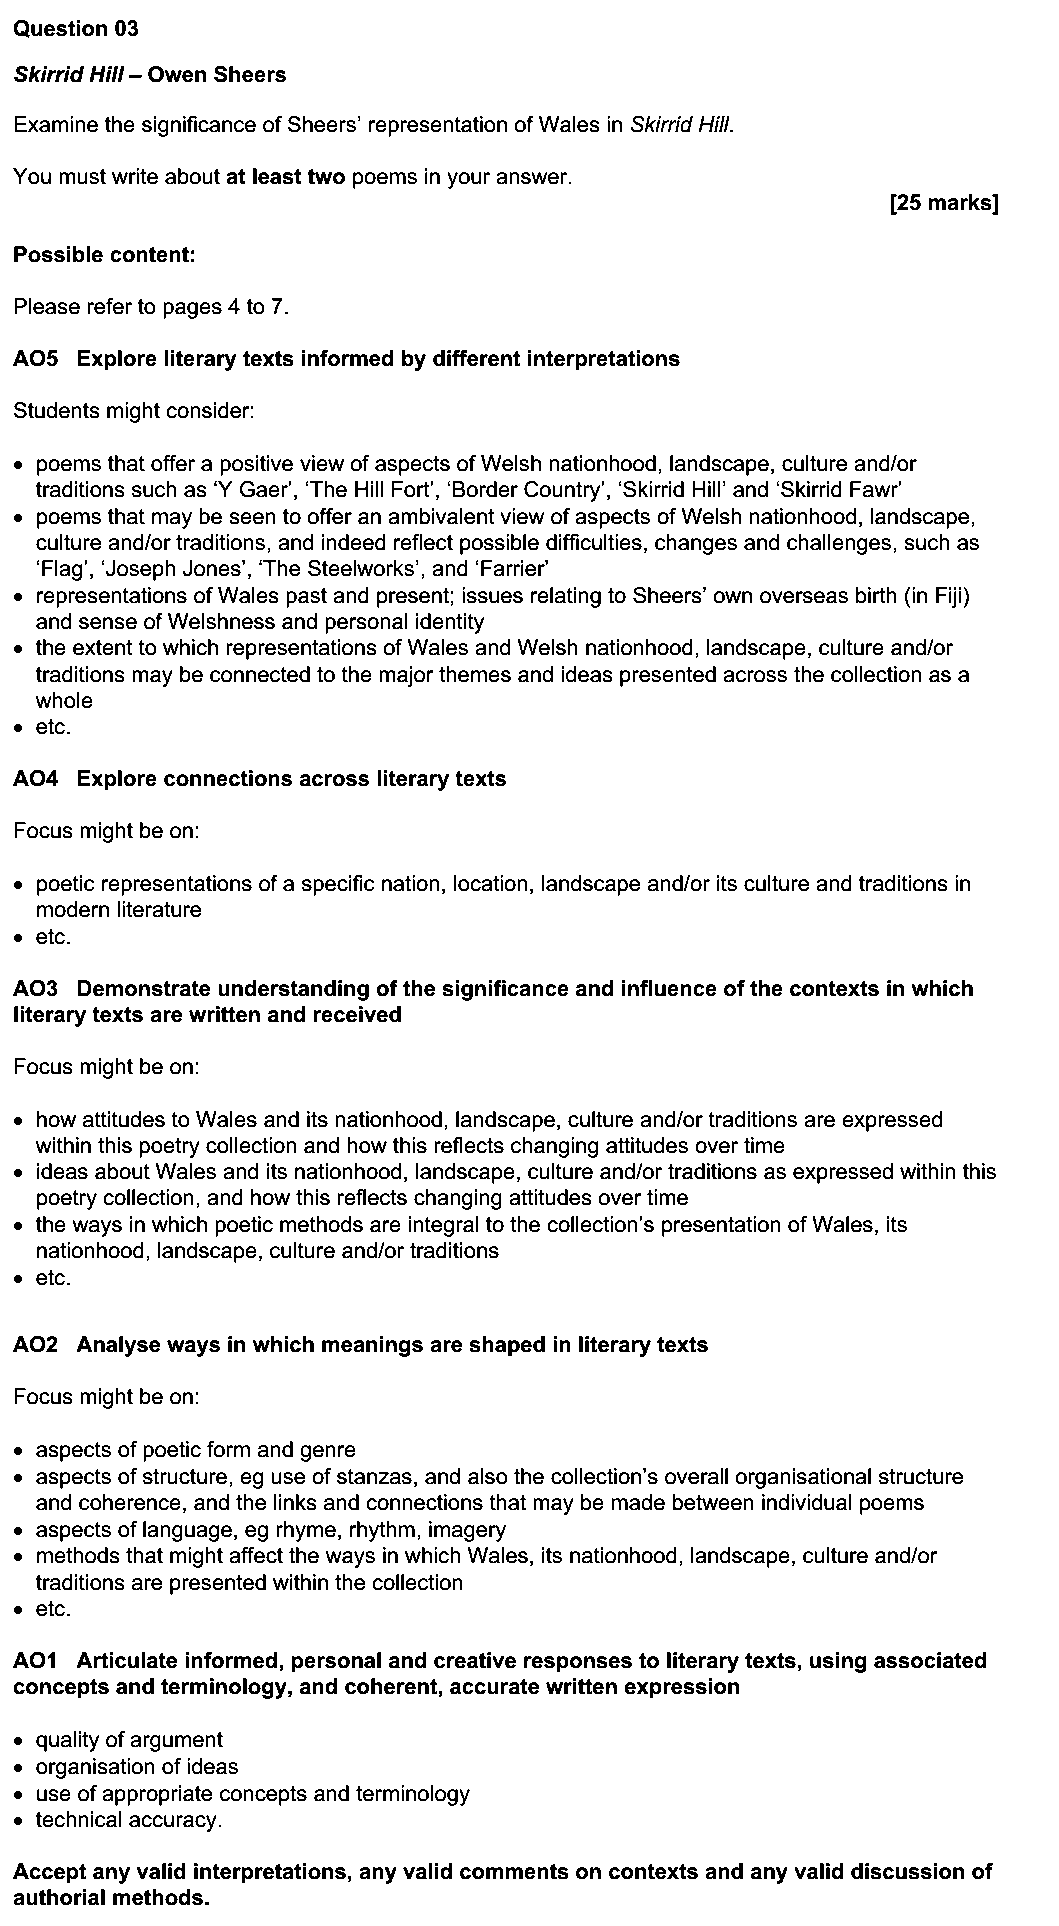 Question 03
Skirrid Hill – Owen Sheers
Examine the significance of Sheers’ representation of Wales in Skirrid Hill.
You must write about at least two poems in your answer.
[25 marks]
Possible content:
Please refer to pages 4 to 7.
AO5 Explore literary texts informed by different interpretations
Students might consider:
• poems that offer a positive view of aspects of Welsh nationhood, landscape, culture and/or
traditions such as ‘Y Gaer’, ‘The Hill Fort’, ‘Border Country’, ‘Skirrid Hill’ and ‘Skirrid Fawr’
• poems that may be seen to offer an ambivalent view of aspects of Welsh nationhood, landscape,
culture and/or traditions, and indeed reflect possible difficulties, changes and challenges, such as
‘Flag’, ‘Joseph Jones’, ‘The Steelworks’, and ‘Farrier’
• representations of Wales past and present; issues relating to Sheers’ own overseas birth (in Fiji)
and sense of Welshness and personal identity
• the extent to which representations of Wales and Welsh nationhood, landscape, culture and/or
traditions may be connected to the major themes and ideas presented across the collection as a
whole
• etc.
AO4 Explore connections across literary texts
Focus might be on:
• poetic representations of a specific nation, location, landscape and/or its culture and traditions in
modern literature
• etc.
AO3 Demonstrate understanding of the significance and influence of the contexts in which
literary texts are written and received
Focus might be on:
• how attitudes to Wales and its nationhood, landscape, culture and/or traditions are expressed
within this poetry collection and how this reflects changing attitudes over time
• ideas about Wales and its nationhood, landscape, culture and/or traditions as expressed within this
poetry collection, and how this reflects changing attitudes over time
• the ways in which poetic methods are integral to the collection’s presentation of Wales, its
nationhood, landscape, culture and/or traditions
• etc.
AO2 Analyse ways in which meanings are shaped in literary texts
Focus might be on:
• aspects of poetic form and genre
• aspects of structure, eg use of stanzas, and also the collection’s overall organisational structure
and coherence, and the links and connections that may be made between individual poems
• aspects of language, eg rhyme, rhythm, imagery
• methods that might affect the ways in which Wales, its nationhood, landscape, culture and/or
traditions are presented within the collection
• etc.
AO1 Articulate informed, personal and creative responses to literary texts, using associated
concepts and terminology, and coherent, accurate written expression
• quality of argument
• organisation of ideas
• use of appropriate concepts and terminology
• technical accuracy.
Accept any valid interpretations, any valid comments on contexts and any valid discussion of
authorial methods.